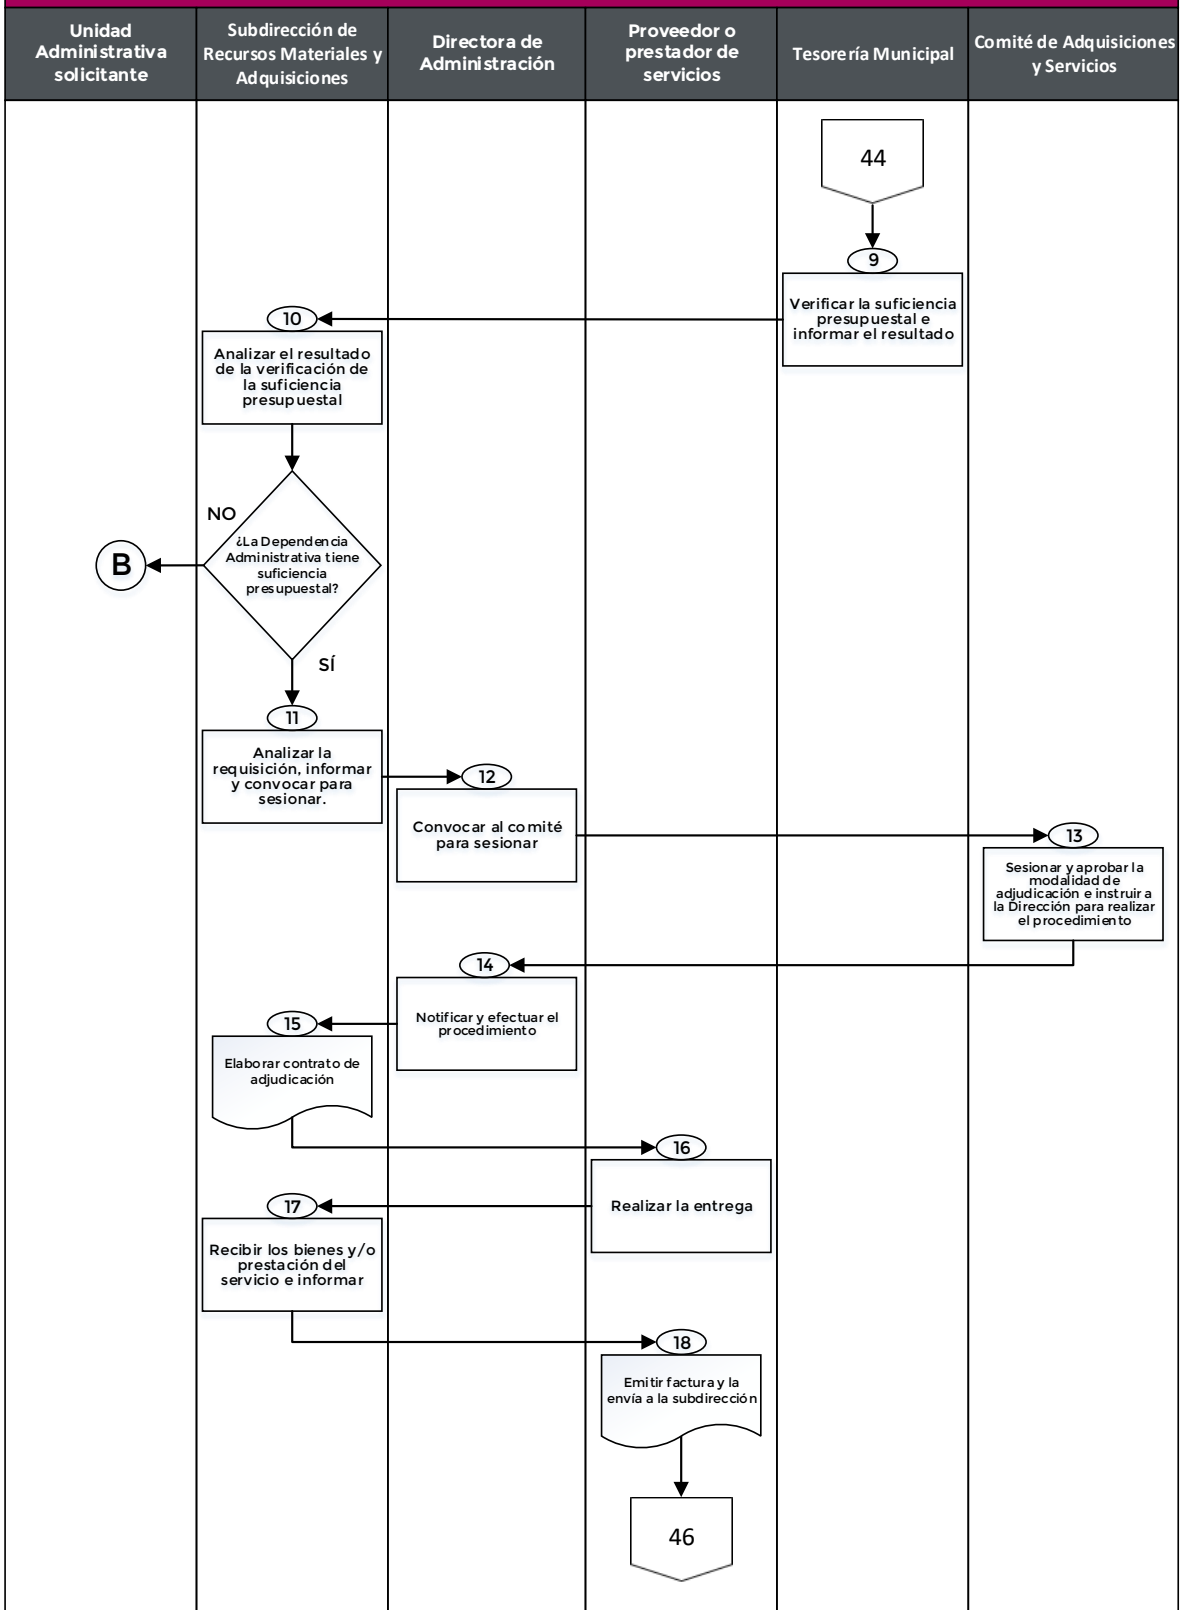 Unidad
Administrativa
solicitante
Subdirección de
Recursos Materiales y
Adquisiciones
Directora de
Administración
Proveedor o
prestador de
servicios
Tesorería Municipal
Comité de Adquisiciones
y Servicios
44
9
Verificar la suficiencia
presupuestal e
informar el resultado
10
Analizar el resultado
de la verificación de
la suficiencia
presupuestal
NO
¿La Dependencia
Administrativa tiene
suficiencia
presupuestal?
B
SÍ
11
Analizar la
requisición, informar
y convocar para
sesionar.
12
Convocar al comité
para sesionar
13
Sesionar y aprobar la
modalidad de
adjudicación e instruir a
la Dirección para realizar
el procedimiento
14
Notificar y efectuar el
procedimiento
15
Elaborar contrato de
adjudicación
16
Realizar la entrega
17
Recibir los bienes y/o
prestación del
servicio e informar
18
Emitir factura y la
envía a la subdirección
46